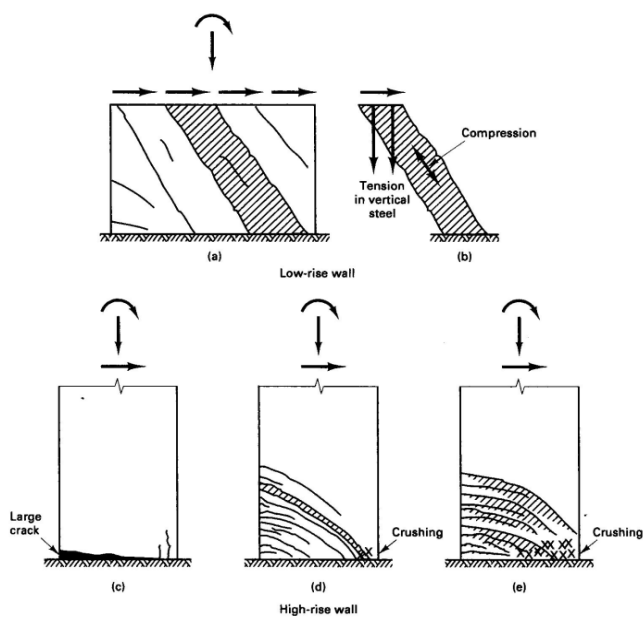 Compression
Tension
in vertical
steel
(a)
(b)
Low-rise wall
Large
crack
Crushing
Crushing
(c)
(d)
(e)
High-rise wall